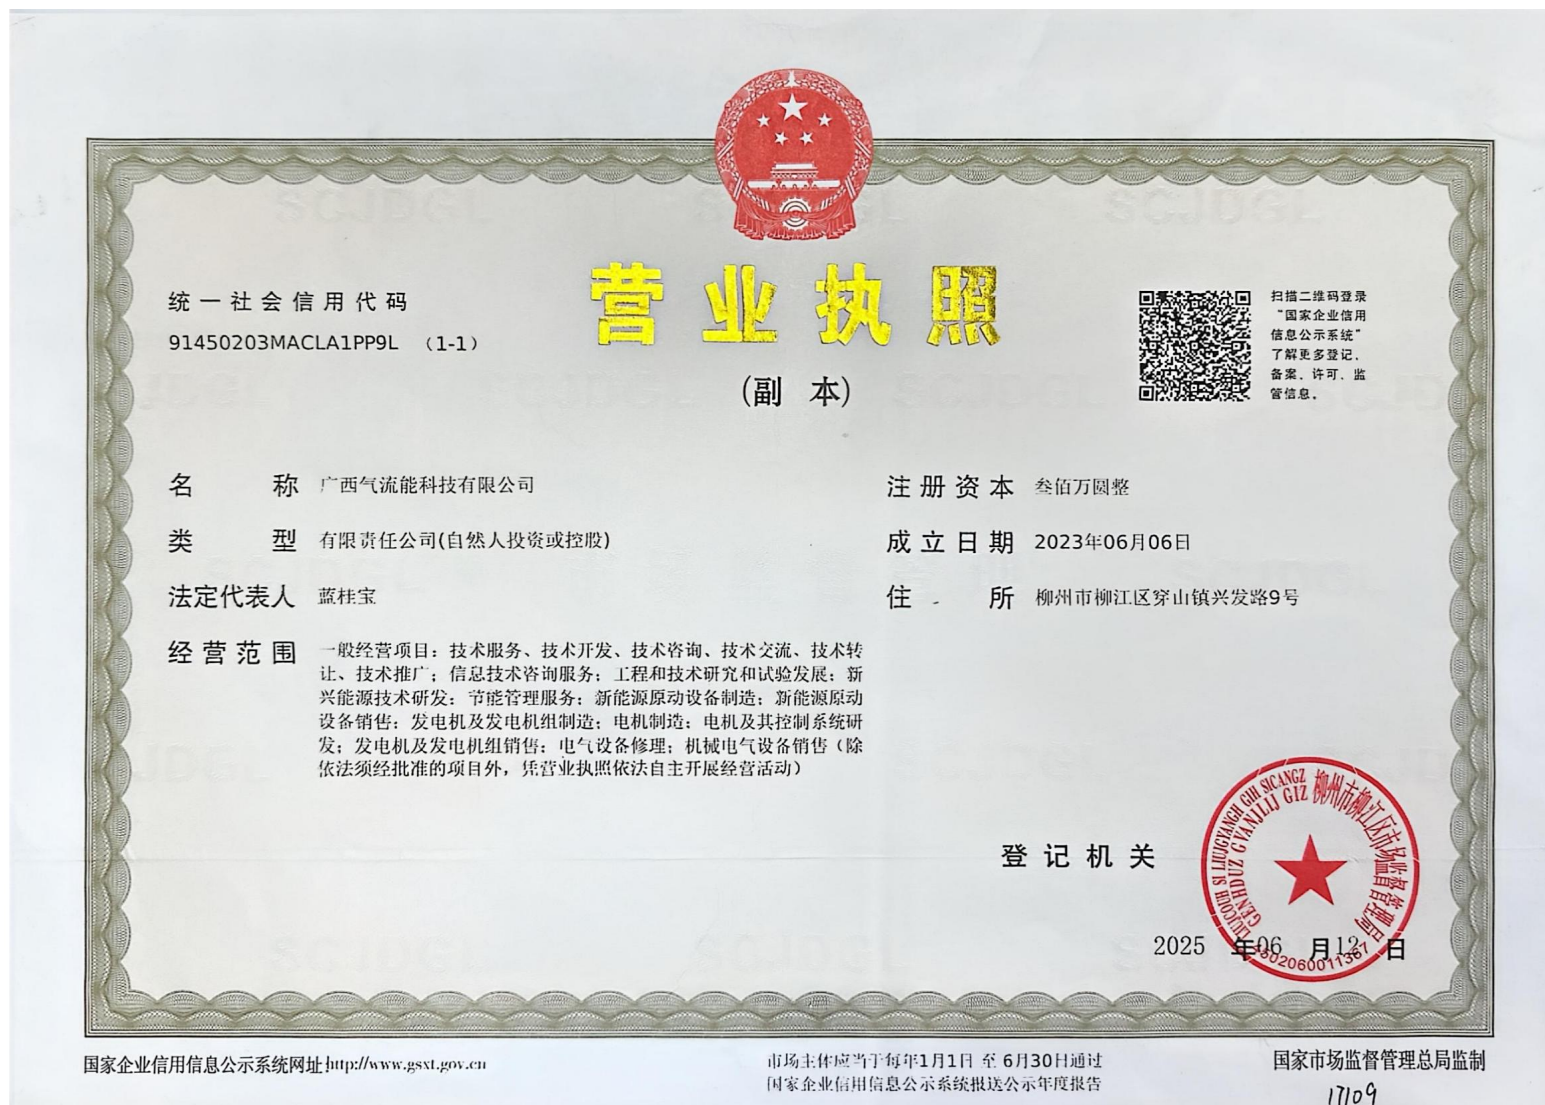 营业执照
(副 本)
统一社会信用代码
91450203MACLA1PP9L （1-1）
扫描二维码登录
“国家企业信用
信息公示系统”
了解更多登记、
备案、许可、监
管信息。
名 称 广西气流能科技有限公司
类 型 有限责任公司(自然人投资或控股)
法定代表人 蓝桂宝
经营范围 一般经营项目：技术服务、技术开发、技术咨询、技术交流、技术转
让、技术推广；信息技术咨询服务；工程和技术研究和试验发展；新
兴能源技术研发；节能管理服务；新能源原动设备制造；新能源原动
设备销售；发电机及发电机组制造；电机制造；电机及其控制系统研
发；发电机及发电机组销售；电气设备修理；机械电气设备销售（除
依法须经批准的项目外，凭营业执照依法自主开展经营活动）
注册资本 叁佰万圆整
成立日期 2023年06月06日
住 所 柳州市柳江区穿山镇兴发路9号
登记机关
LIUJCOUH SI LIUJGYANGH GIH SICANGZ
GENHDUZ GVANJLIJ GIZ
柳州市柳江区市场监督管理局
4502060011367
2025 年06 月12 日
国家企业信用信息公示系统网址:http://www.gsxt.gov.cn
市场主体应当于每年1月1日 至 6月30日通过
国家企业信用信息公示系统报送公示年度报告
国家市场监督管理总局监制
17109
SCJDGL